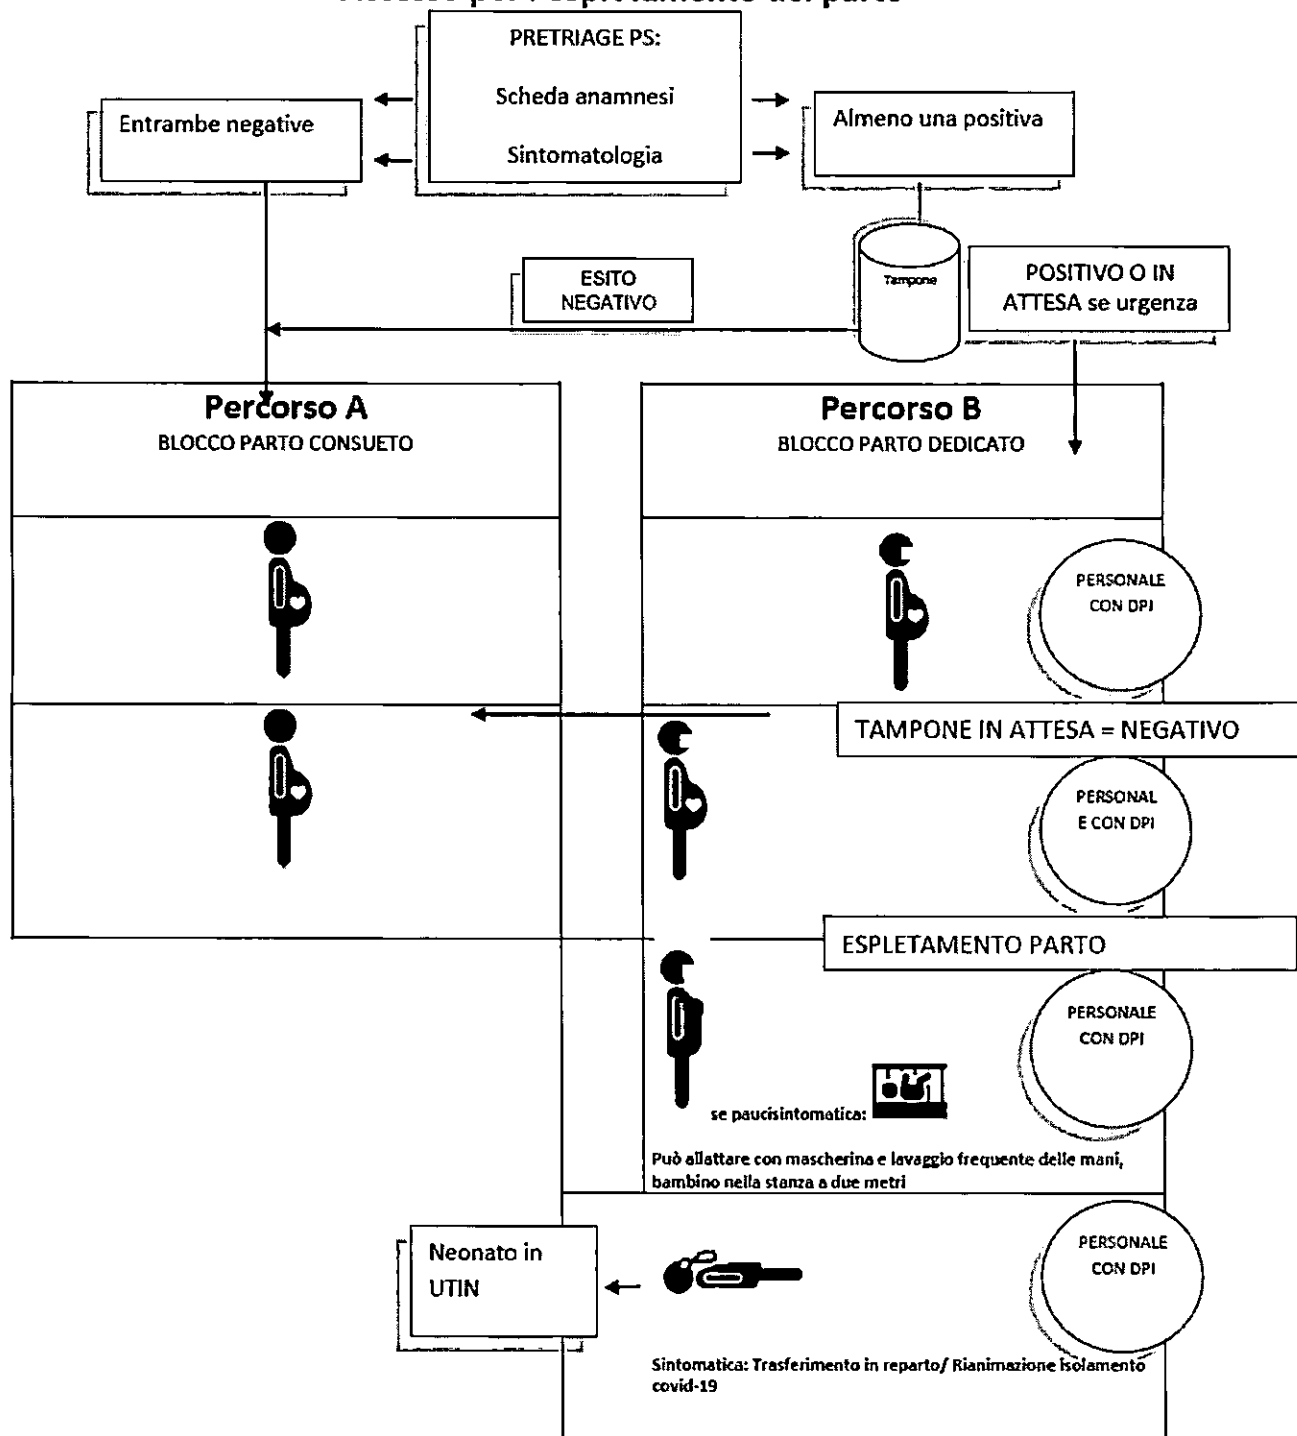 PRETRIAGE PS:
Scheda anamnesi
Sintomatologia
Entrambe negative
Almeno una positiva
Tampone
POSITIVO O IN
ATTESA se urgenza
ESITO
NEGATIVO
Percorso A
BLOCCO PARTO CONSUETO
Percorso B
BLOCCO PARTO DEDICATO
PERSONALE
CON DPI
TAMPONE IN ATTESA = NEGATIVO
PERSONAL
E CON DPI
ESPLETAMENTO PARTO
PERSONALE
CON DPI
se paucisintomatica:
Può allattare con mascherina e lavaggio frequente delle mani,
bambino nella stanza a due metri
Neonato in
UTIN
PERSONALE
CON DPI
Sintomatica: Trasferimento in reparto/ Rianimazione isolamento
covid-19